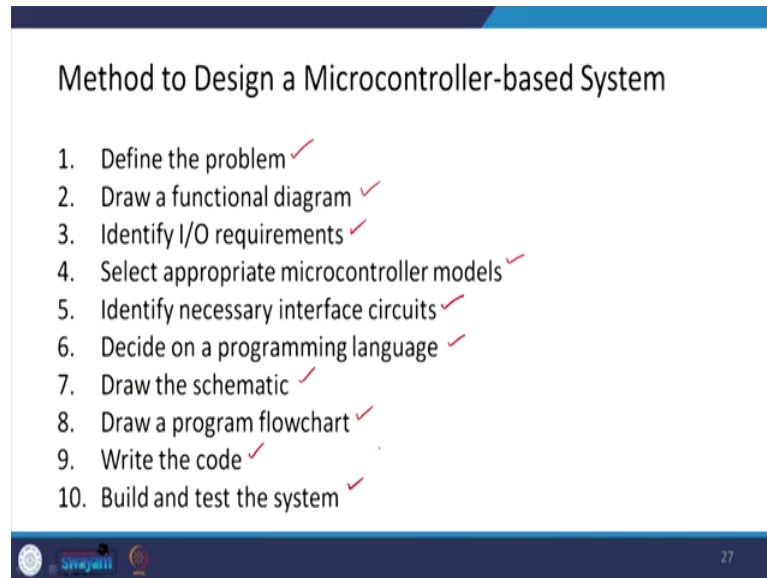 Method to Design a Microcontroller-based System
1. Define the problem
2. Draw a functional diagram
3. Identify I/O requirements
4. Select appropriate microcontroller models
5. Identify necessary interface circuits
6. Decide on a programming language
7. Draw the schematic
8. Draw a program flowchart
9. Write the code
10. Build and test the system
swayam
27